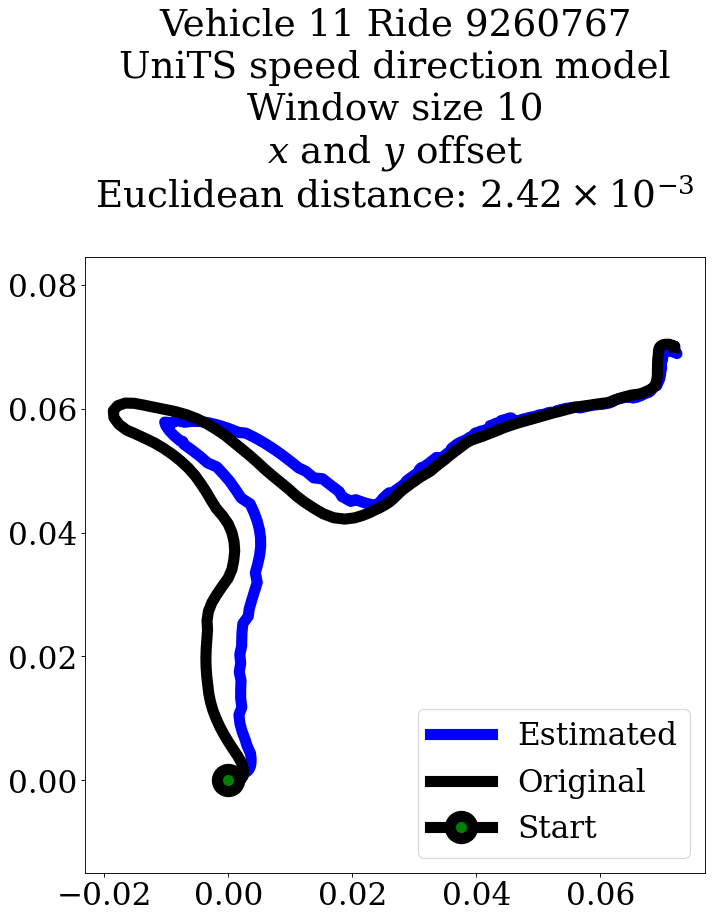 Vehicle 11 Ride 9260767
UniTS speed direction model
Window size 10
x and y offset
Euclidean distance: 2.42 × 10⁻³
0.08
0.06
0.04
0.02
0.00
Estimated
Original
Start
−0.02 0.00 0.02 0.04 0.06